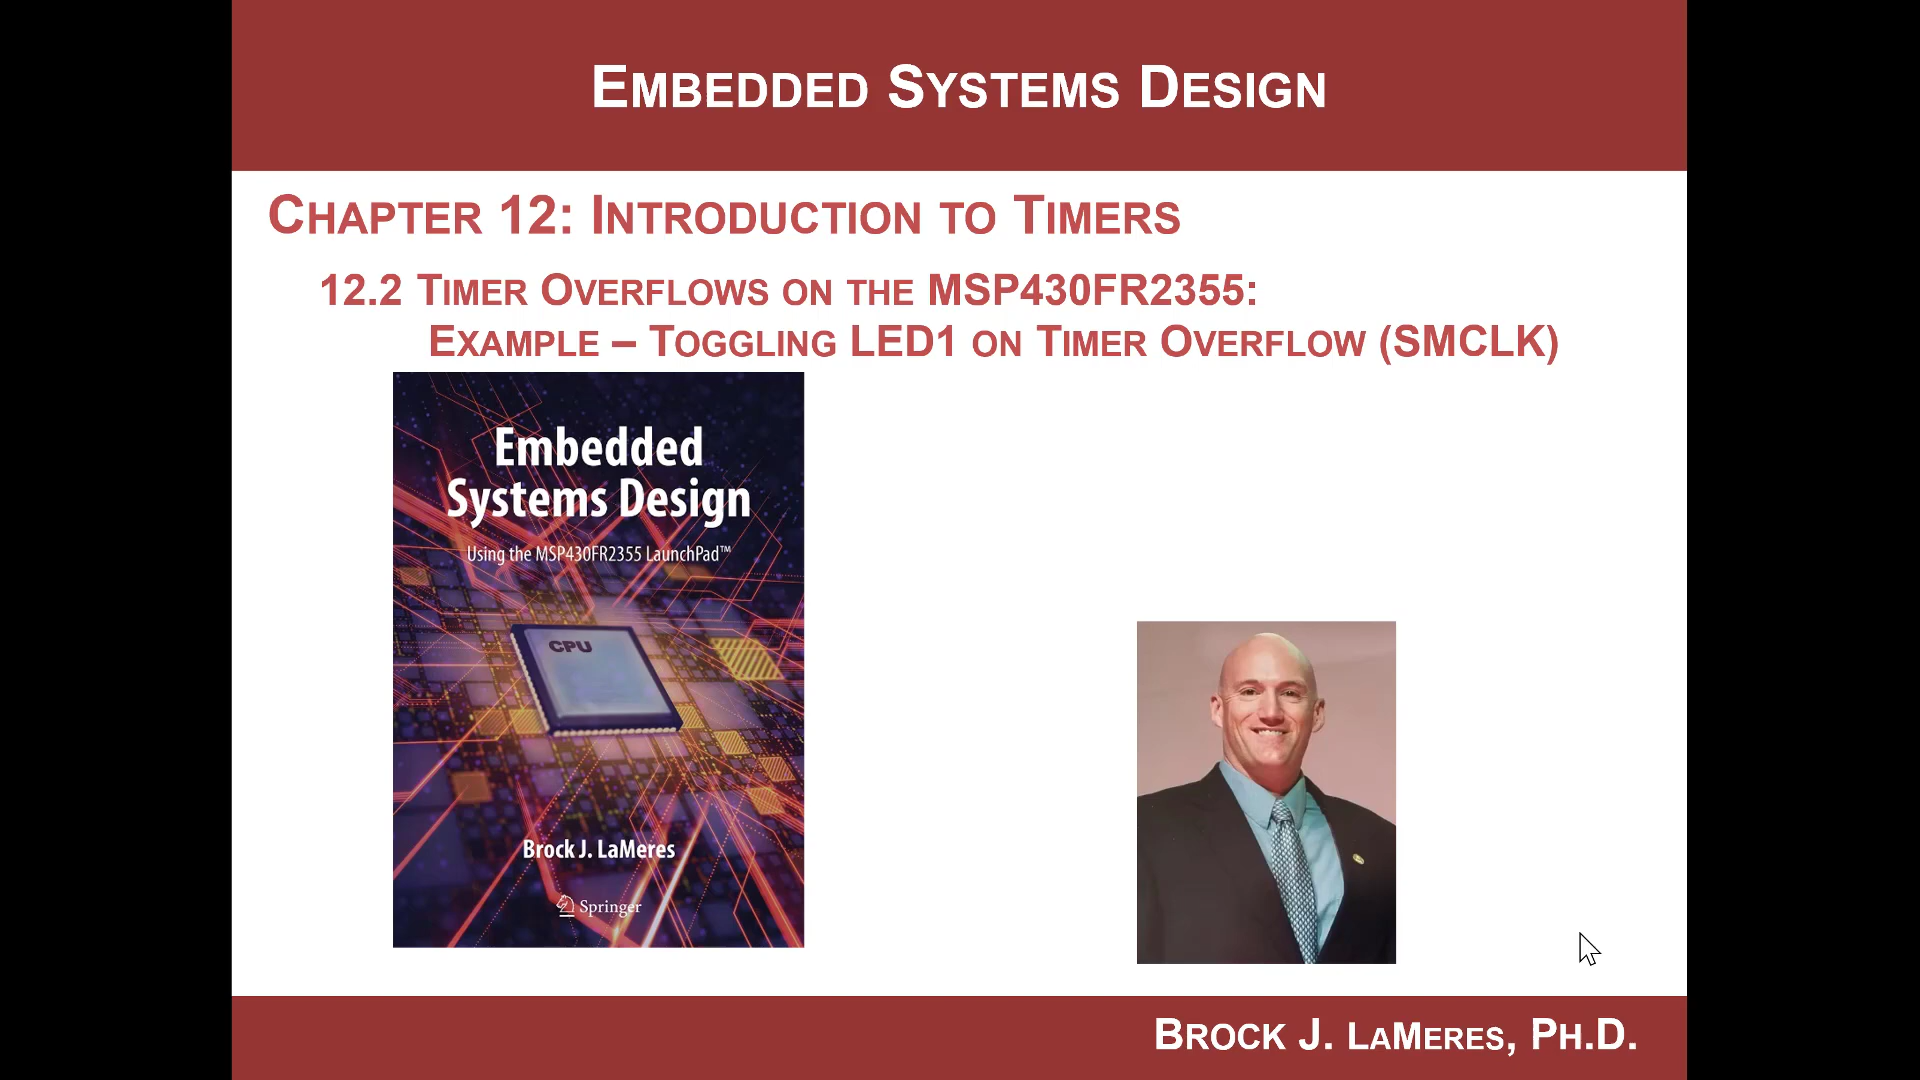 EMBEDDED SYSTEMS DESIGN
CHAPTER 12: INTRODUCTION TO TIMERS
12.2 TIMER OVERFLOWS ON THE MSP430FR2355:
EXAMPLE – TOGGLING LED1 ON TIMER OVERFLOW (SMCLK)
Embedded
Systems Design
Using the MSP430FR2355 LaunchPad™
CPU
Brock J. LaMeres
Springer
BROCK J. LAMERES, PH.D.